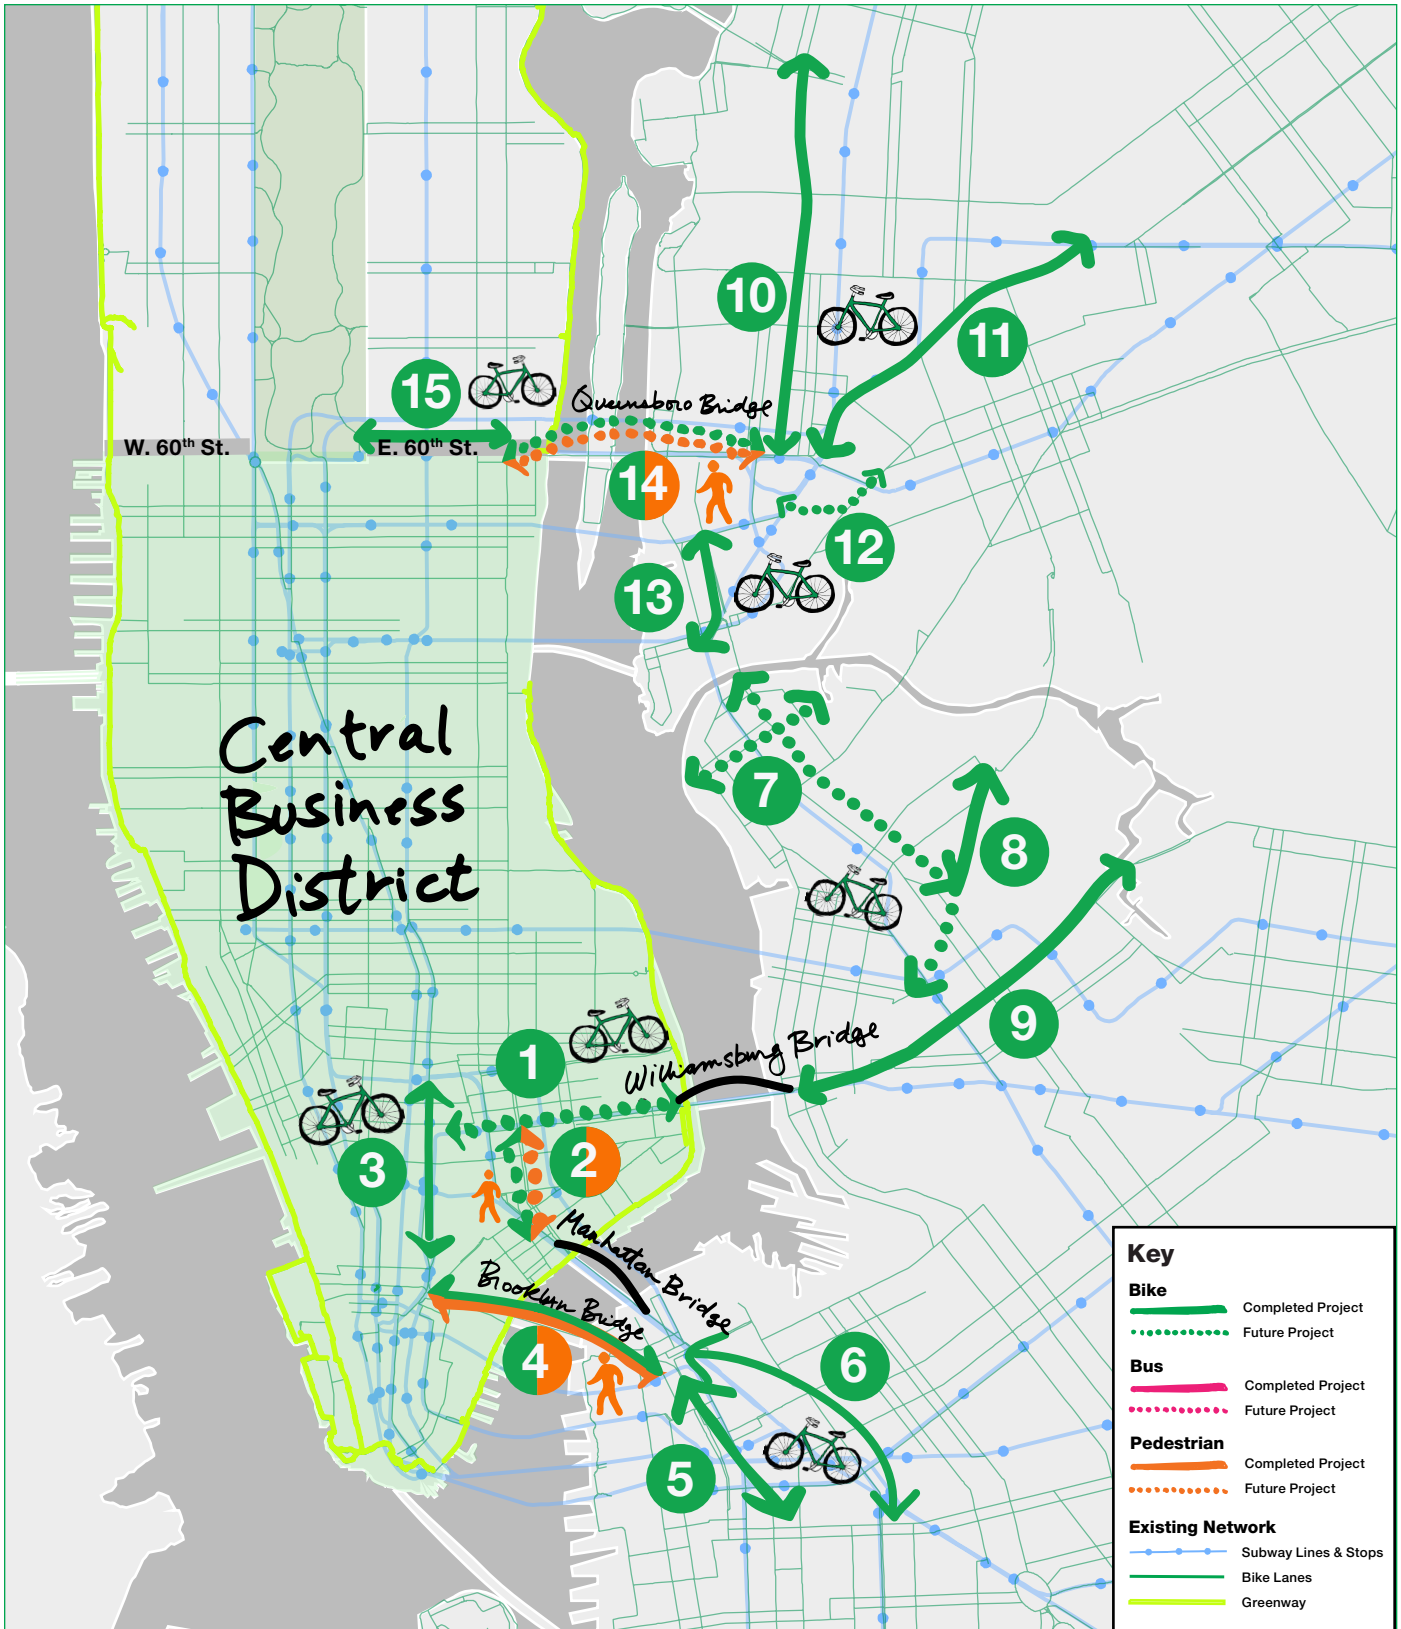 10
11
15
Queensboro Bridge
W. 60th St.
E. 60th St.
14
12
13
Central
Business
District
7
8
9
1
Williamsburg Bridge
2
3
Manhattan Bridge
Brooklyn Bridge
4
6
5
Key
Bike
Completed Project
Future Project
Bus
Completed Project
Future Project
Pedestrian
Completed Project
Future Project
Existing Network
Subway Lines & Stops
Bike Lanes
Greenway